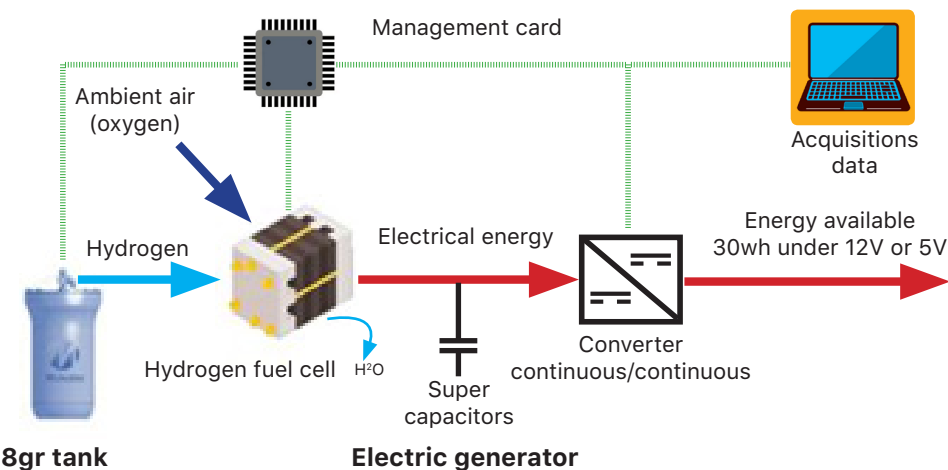 Management card
Ambient air
(oxygen)
Acquisitions
data
Hydrogen
Electrical energy
Energy available
30wh under 12V or 5V
Hydrogen fuel cell
H²O
Converter
continuous/continuous
Super
capacitors
8gr tank
Electric generator